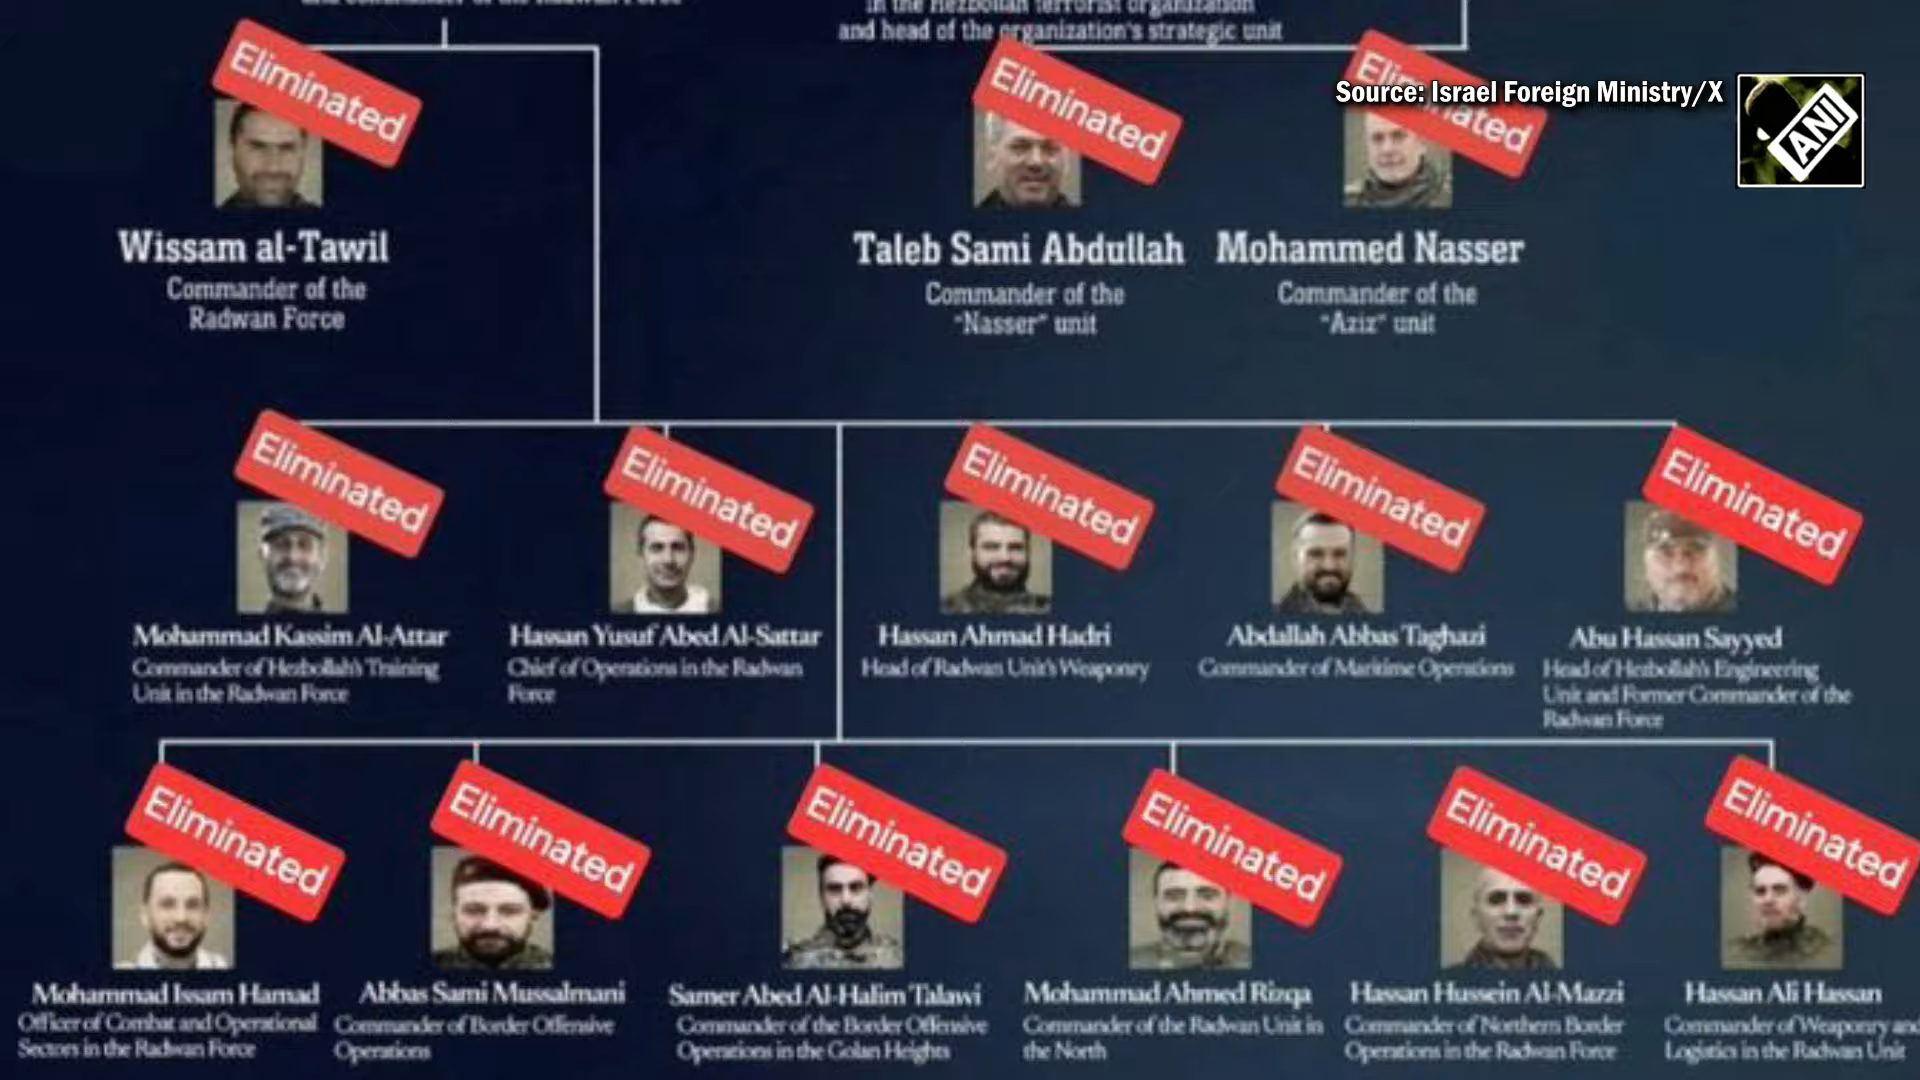 and commander of the Radwan Force
in the Hezbollah terrorist organization
and head of the organization's strategic unit
Eliminated
Eliminated
Eliminated
Source: Israel Foreign Ministry/X
ANI
Wissam al-Tawil
Commander of the
Radwan Force
Taleb Sami Abdullah
Commander of the
"Nasser" unit
Mohammed Nasser
Commander of the
"Aziz" unit
Eliminated
Eliminated
Eliminated
Eliminated
Eliminated
Mohammad Kassim Al-Attar
Commander of Hezbollah's Training
Unit in the Radwan Force
Hassan Yusuf Abed Al-Sattar
Chief of Operations in the Radwan
Force
Hassan Ahmad Hadri
Head of Radwan Unit's Weaponry
Abdallah Abbas Taghazi
Commander of Maritime Operations
Abu Hassan Sayyed
Head of Hezbollah's Engineering
Unit and Former Commander of the
Radwan Force
Eliminated
Eliminated
Eliminated
Eliminated
Eliminated
Eliminated
Mohammad Issam Hamad
Officer of Combat and Operational
Sectors in the Radwan Force
Abbas Sami Mussalmani
Commander of Border Offensive
Operations
Samer Abed Al-Halim Talawi
Commander of the Border Offensive
Operations in the Golan Heights
Mohammad Ahmed Rizqa
Commander of the Radwan Unit in
the North
Hassan Hussein Al-Mazzi
Commander of Northern Border
Operations in the Radwan Force
Hassan Ali Hassan
Commander of Weaponry and
Logistics in the Radwan Unit